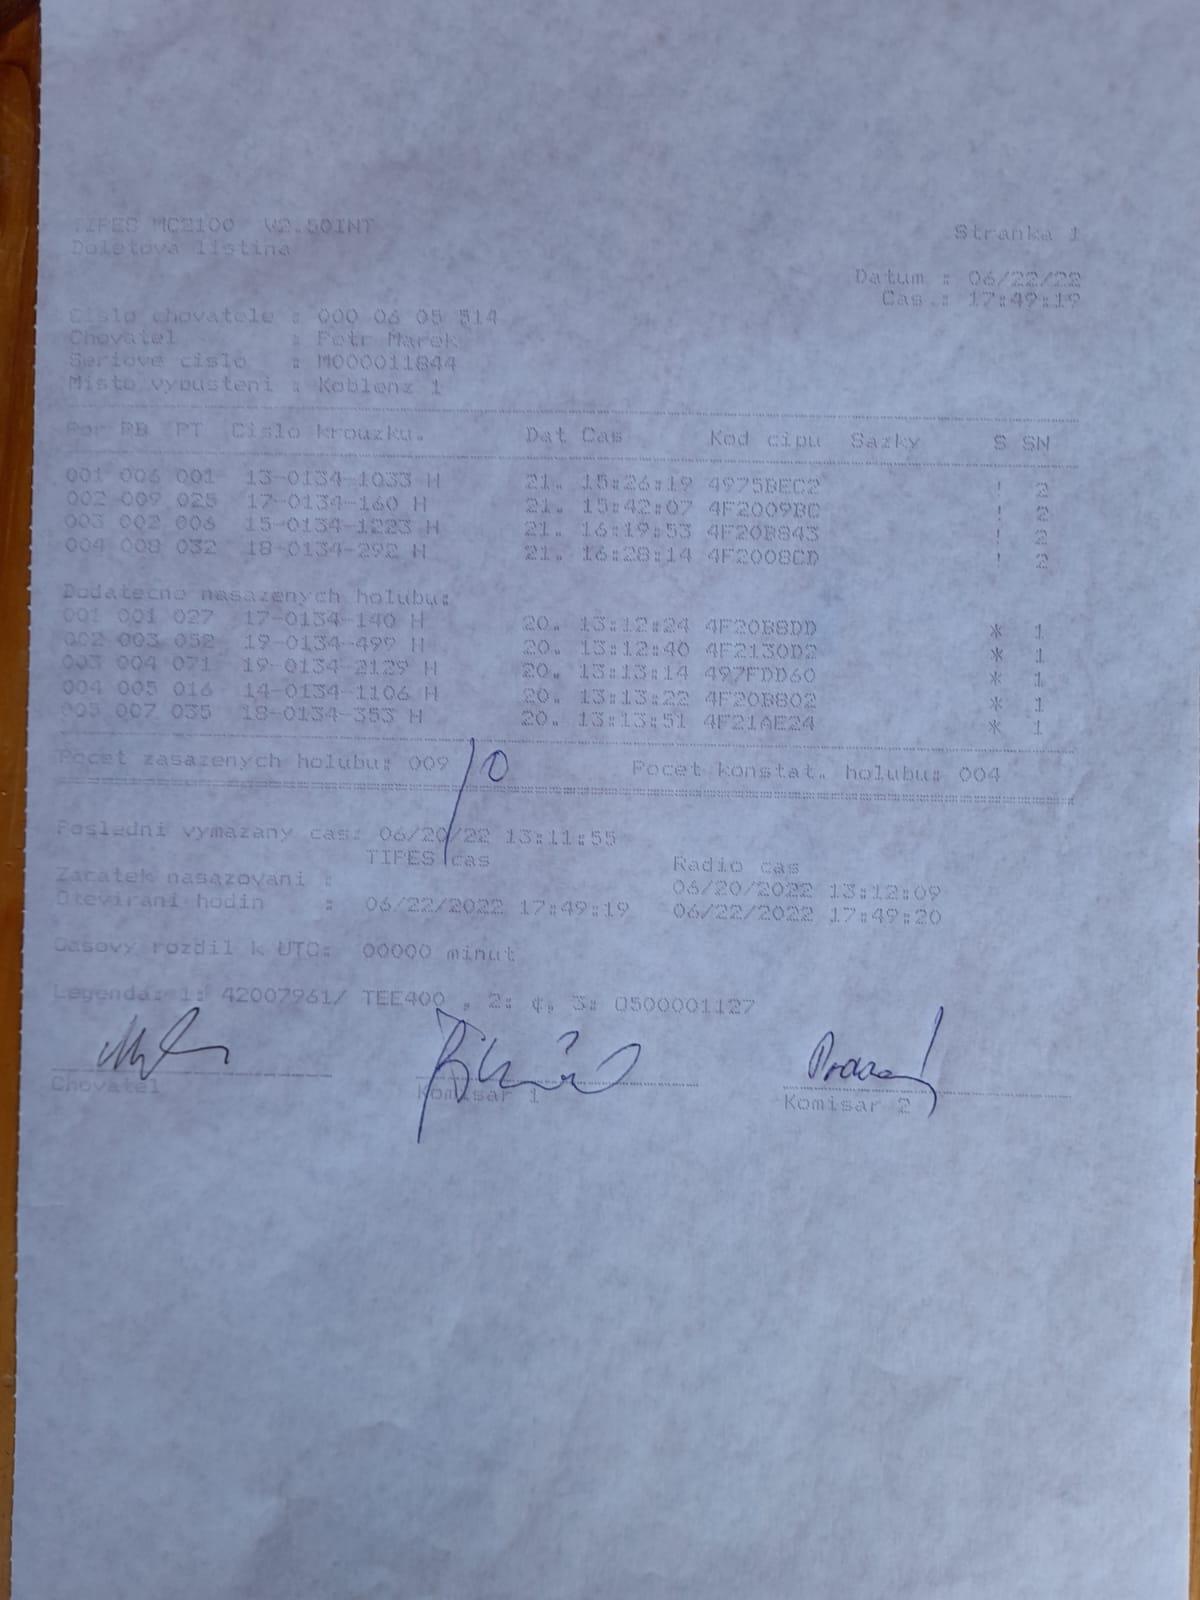 TIPES MC2100 V2.50INT
Stranka 1
Doletova listina
Datum : 06/22/22
Cas : 17:49:19
Cislo chovatele : 000 06 05 514
Chovatel : Petr Marek
Seriove cislo : M000011844
Misto vypusteni : Koblenz 1
Por RB PT Cislo krouzku. Dat Cas Kod cipu Sazky S SN
001 006 001 13-0134-1033 H 21. 15:26:19 4975BEC2 ! 2
002 009 025 17-0134-160 H 21. 15:42:07 4F2009BC ! 2
003 002 006 15-0134-1223 H 21. 16:19:53 4F20B843 ! 2
004 008 032 18-0134-292 H 21. 16:28:14 4F2008CD ! 2
Dodatecno nasazenych holubu:
001 001 027 17-0134-140 H 20. 13:12:24 4F20B8DD * 1
002 003 052 19-0134-499 H 20. 13:12:40 4F2130D2 * 1
003 004 071 19-0134-2129 H 20. 13:13:14 497FDD60 * 1
004 005 016 14-0134-1106 H 20. 13:13:22 4F20B802 * 1
005 007 035 18-0134-353 H 20. 13:13:51 4F21AE24 * 1
Pocet zasazenych holubu: 009 /0 Pocet konstat. holubu: 004
Posledni vymazany cas: 06/20/22 13:11:55
TIPES cas Radio cas
Zacatek nasazovani : 06/20/2022 13:12:09
Otevirani hodin : 06/22/2022 17:49:19 06/22/2022 17:49:20
Casovy rozdil k UTC: 00000 minut
Legenda: 1: 42007961/ TEE400 , 2: ¢, 3: 0500001127
Chovatel
Komisar 1
Komisar 2